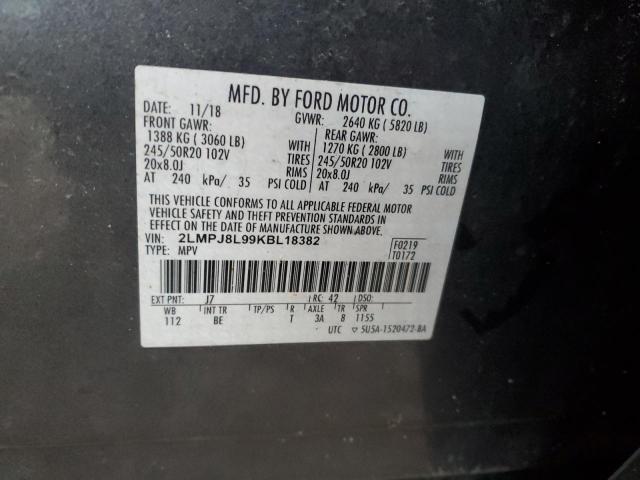 MFD. BY FORD MOTOR CO.
DATE: 11/18 GVWR: 2640 KG ( 5820 LB)
FRONT GAWR: REAR GAWR:
1388 KG ( 3060 LB) WITH 1270 KG ( 2800 LB) WITH
245/50R20 102V TIRES 245/50R20 102V TIRES
20x8.0J RIMS 20x8.0J RIMS
AT 240 kPa/ 35 PSI COLD AT 240 kPa/ 35 PSI COLD
THIS VEHICLE CONFORMS TO ALL APPLICABLE FEDERAL MOTOR
VEHICLE SAFETY AND THEFT PREVENTION STANDARDS IN
EFFECT ON THE DATE OF MANUFACTURE SHOWN ABOVE.
VIN: 2LMPJ8L99KBL18382 F0219
TYPE: MPV T0172
EXT PNT: J7 RC: 42 DSO:
WB INT TR TP/PS R AXLE TR SPR
112 BE T 3A 8 1155
UTC ▽ 5U5A-1520472-BA